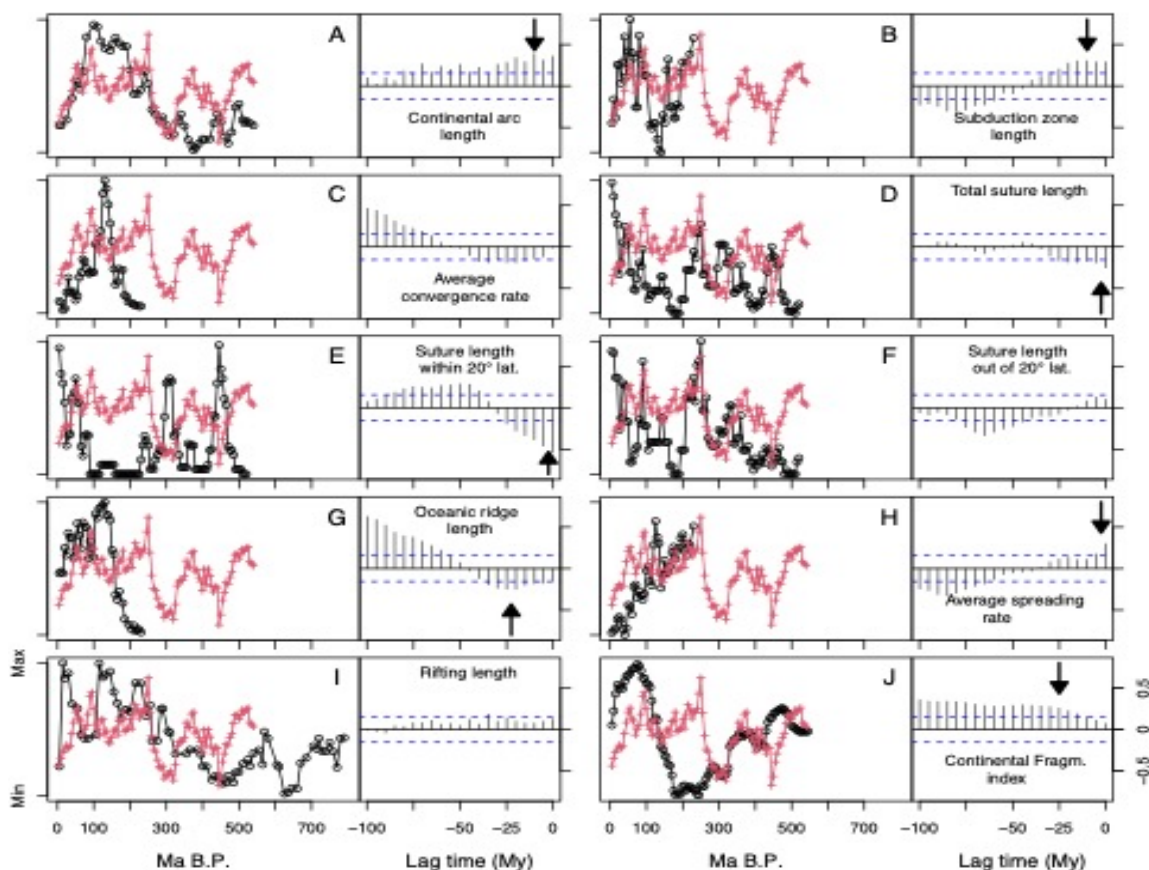 A
Continental arc
length
B
Subduction zone
length
C
Average
convergence rate
D
Total suture length
E
Suture length
within 20° lat.
F
Suture length
out of 20° lat.
G
Oceanic ridge
length
H
Average spreading
rate
I
Rifting length
J
Continental Fragm.
index
Max
Min
0.5
0
−0.5
0 100 300 500 700
−100 −50 −25 0
0 100 300 500 700
−100 −50 −25 0
Ma B.P.
Lag time (My)
Ma B.P.
Lag time (My)